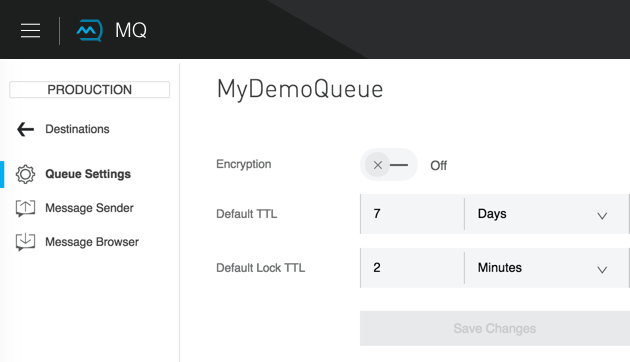 MQ
PRODUCTION
Destinations
Queue Settings
Message Sender
Message Browser
MyDemoQueue
Encryption Off
Default TTL 7 Days
Default Lock TTL 2 Minutes
Save Changes